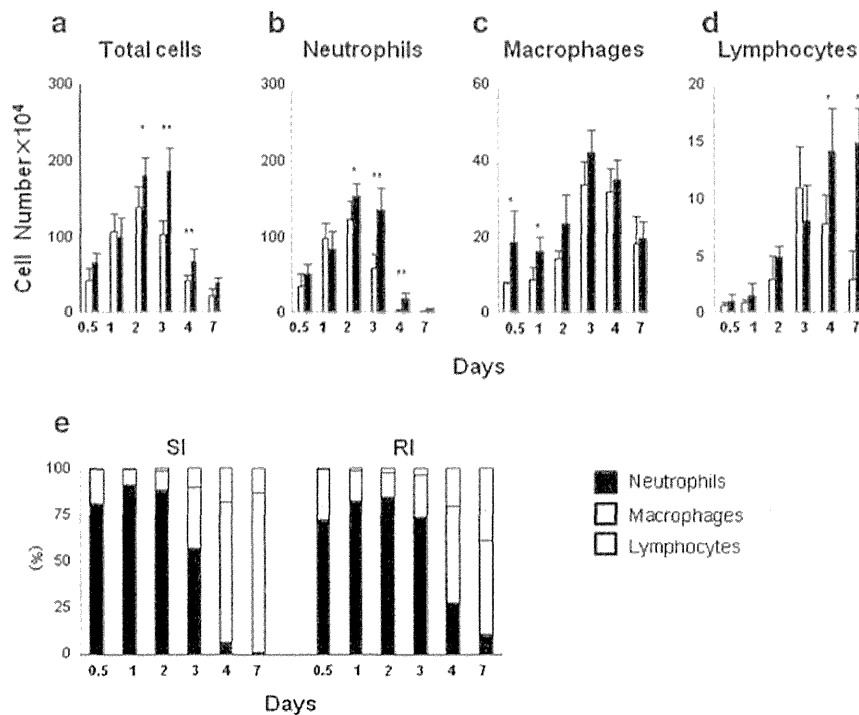 a b c d
Total cells Neutrophils Macrophages Lymphocytes
Cell Number×10⁴
300 300 60 20
200 200 40 15
100 100 20 10
0 0 0 5
0
* **
**
* **
**
* *
* *
0.5 1 2 3 4 7 0.5 1 2 3 4 7 0.5 1 2 3 4 7 0.5 1 2 3 4 7
Days
e
SI RI
(%)
100
75
50
25
0
0.5 1 2 3 4 7 0.5 1 2 3 4 7
Days
Neutrophils
Macrophages
Lymphocytes